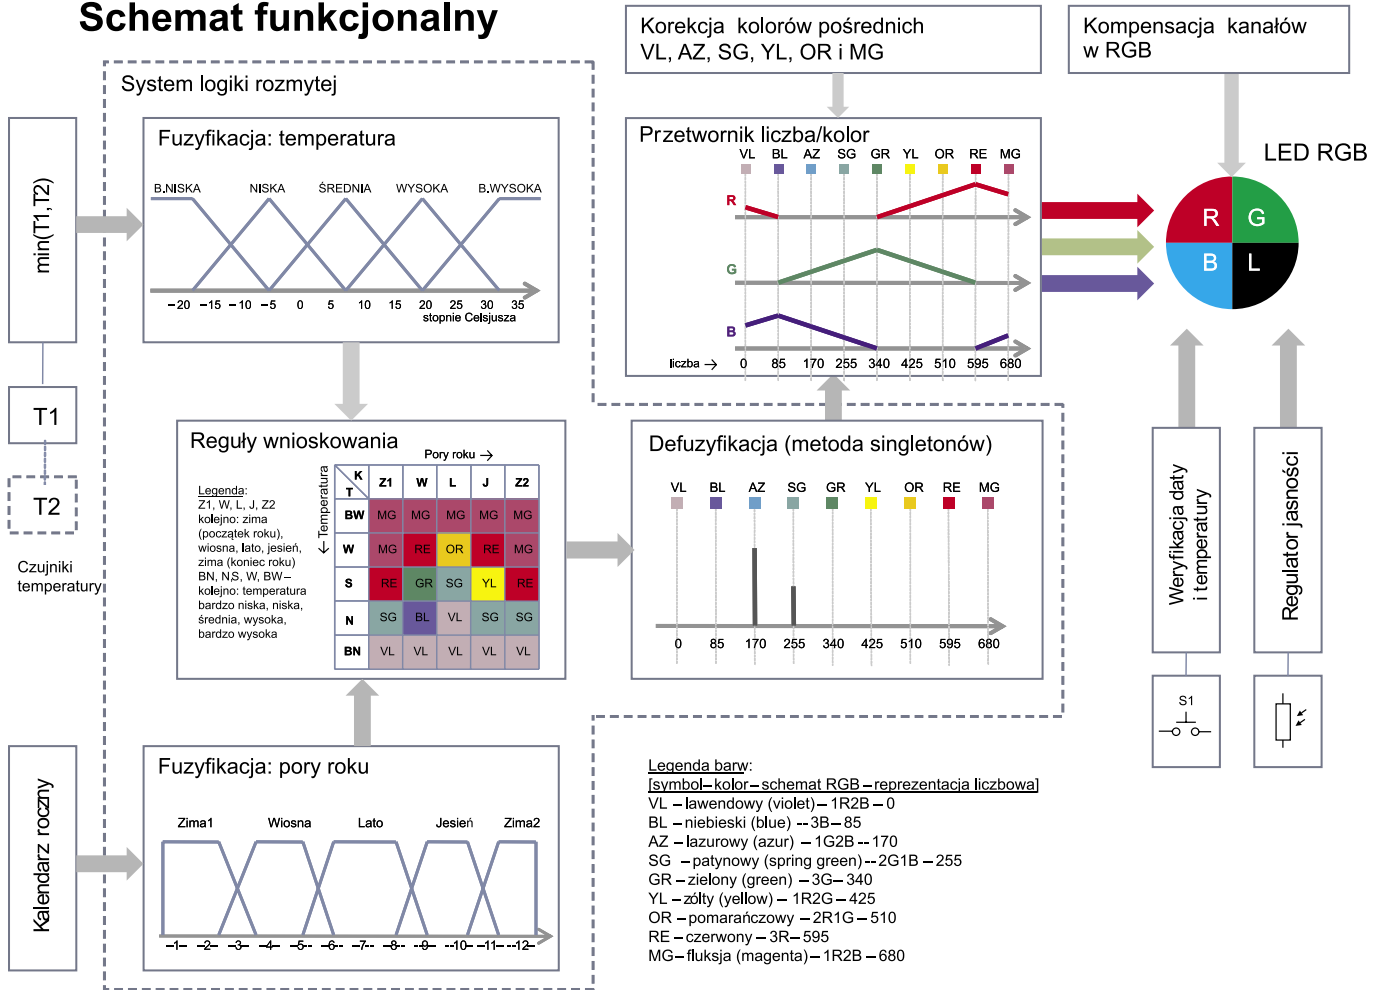 Schemat funkcjonalny
Korekcja kolorów pośrednich
VL, AZ, SG, YL, OR i MG
Kompensacja kanałów
w RGB
System logiki rozmytej
min(T1,T2)
Fuzyfikacja: temperatura
B.NISKA NISKA ŚREDNIA WYSOKA B.WYSOKA
–20 –15 –10 –5 0 5 10 15 20 25 30 35
stopnie Celsjusza
Przetwornik liczba/kolor
VL BL AZ SG GR YL OR RE MG
R
G
B
liczba → 0 85 170 255 340 425 510 595 680
LED RGB
R G
B L
T1
T2
Czujniki
temperatury
Reguły wnioskowania
Pory roku →
← Temperatura
Legenda:
Z1, W, L, J, Z2
kolejno: zima
(początek roku),
wiosna, lato, jesień,
zima (koniec roku)
BN, N,S, W, BW–
kolejno: temperatura
bardzo niska, niska,
średnia, wysoka,
bardzo wysoka
K
T Z1 W L J Z2
BW MG MG MG MG MG
W MG RE OR RE MG
S RE GR SG YL RE
N SG BL VL SG SG
BN VL VL VL VL VL
Defuzyfikacja (metoda singletonów)
VL BL AZ SG GR YL OR RE MG
0 85 170 255 340 425 510 595 680
Weryfikacja daty
i temperatury
Regulator jasności
S1
Kalendarz roczny
Fuzyfikacja: pory roku
Zima1 Wiosna Lato Jesień Zima2
–1– –2– –3– –4– –5– –6-- –7-- –8– –9– --10– –11– --12–
Legenda barw:
[symbol–kolor–schemat RGB–reprezentacja liczbowa]
VL –lawendowy (violet)–1R2B–0
BL –niebieski (blue) --3B–85
AZ –lazurowy (azur) –1G2B--170
SG –patynowy (spring green)--2G1B–255
GR–zielony (green) –3G–340
YL –zółty (yellow) – 1R2G–425
OR–pomarańczowy –2R1G–510
RE–czerwony –3R–595
MG–fluksja (magenta)–1R2B–680